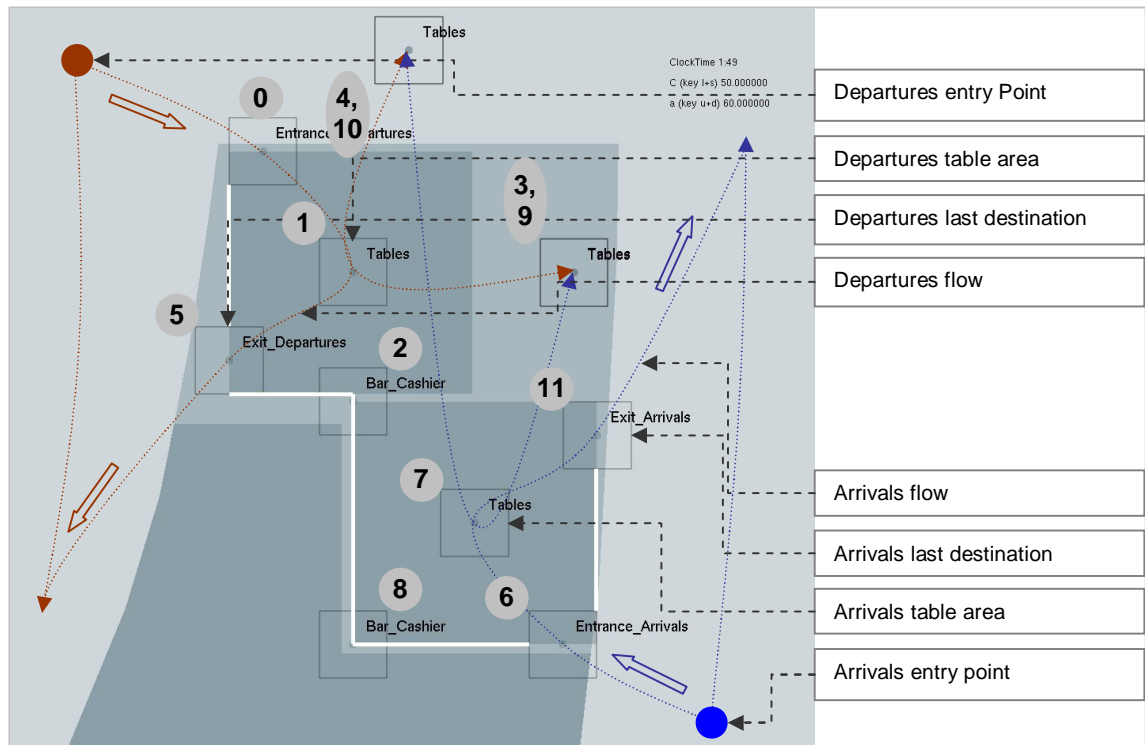 Tables
ClockTime 1:49
C (key l+s) 50.000000
a (key u+d) 60.000000
Departures entry Point
0
4,
10
Entrance_Departures
Departures table area
3,
9
Departures last destination
1
Tables
Tables
Departures flow
5
Exit_Departures
2
Bar_Cashier
11
Exit_Arrivals
7
Tables
Arrivals flow
Arrivals last destination
8
6
Bar_Cashier
Entrance_Arrivals
Arrivals table area
Arrivals entry point